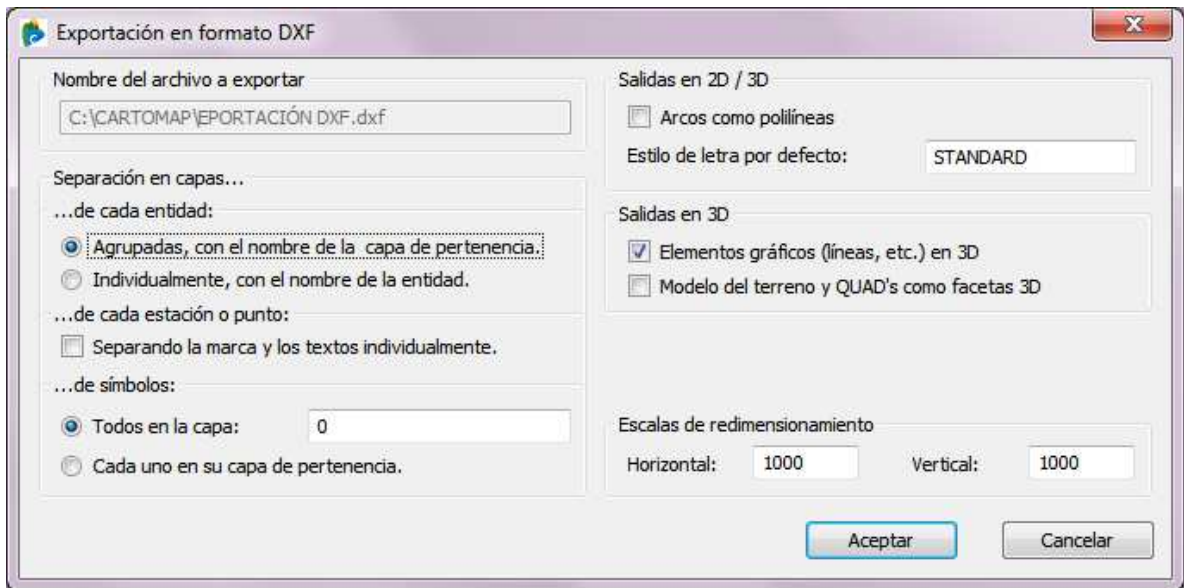 Exportación en formato DXF
Nombre del archivo a exportar
C:\CARTOMAP\EPORTACIÓN DXF.dxf
Separación en capas...
...de cada entidad:
Agrupadas, con el nombre de la capa de pertenencia.
Individualmente, con el nombre de la entidad.
...de cada estación o punto:
Separando la marca y los textos individualmente.
...de símbolos:
Todos en la capa: 0
Cada uno en su capa de pertenencia.
Salidas en 2D / 3D
Arcos como polilíneas
Estilo de letra por defecto: STANDARD
Salidas en 3D
Elementos gráficos (líneas, etc.) en 3D
Modelo del terreno y QUAD's como facetas 3D
Escalas de redimensionamiento
Horizontal: 1000 Vertical: 1000
Aceptar Cancelar